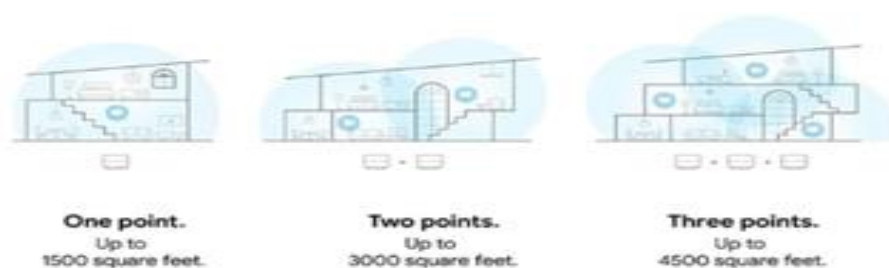 One point.
Up to
1500 square feet.
Two points.
Up to
3000 square feet.
Three points.
Up to
4500 square feet.